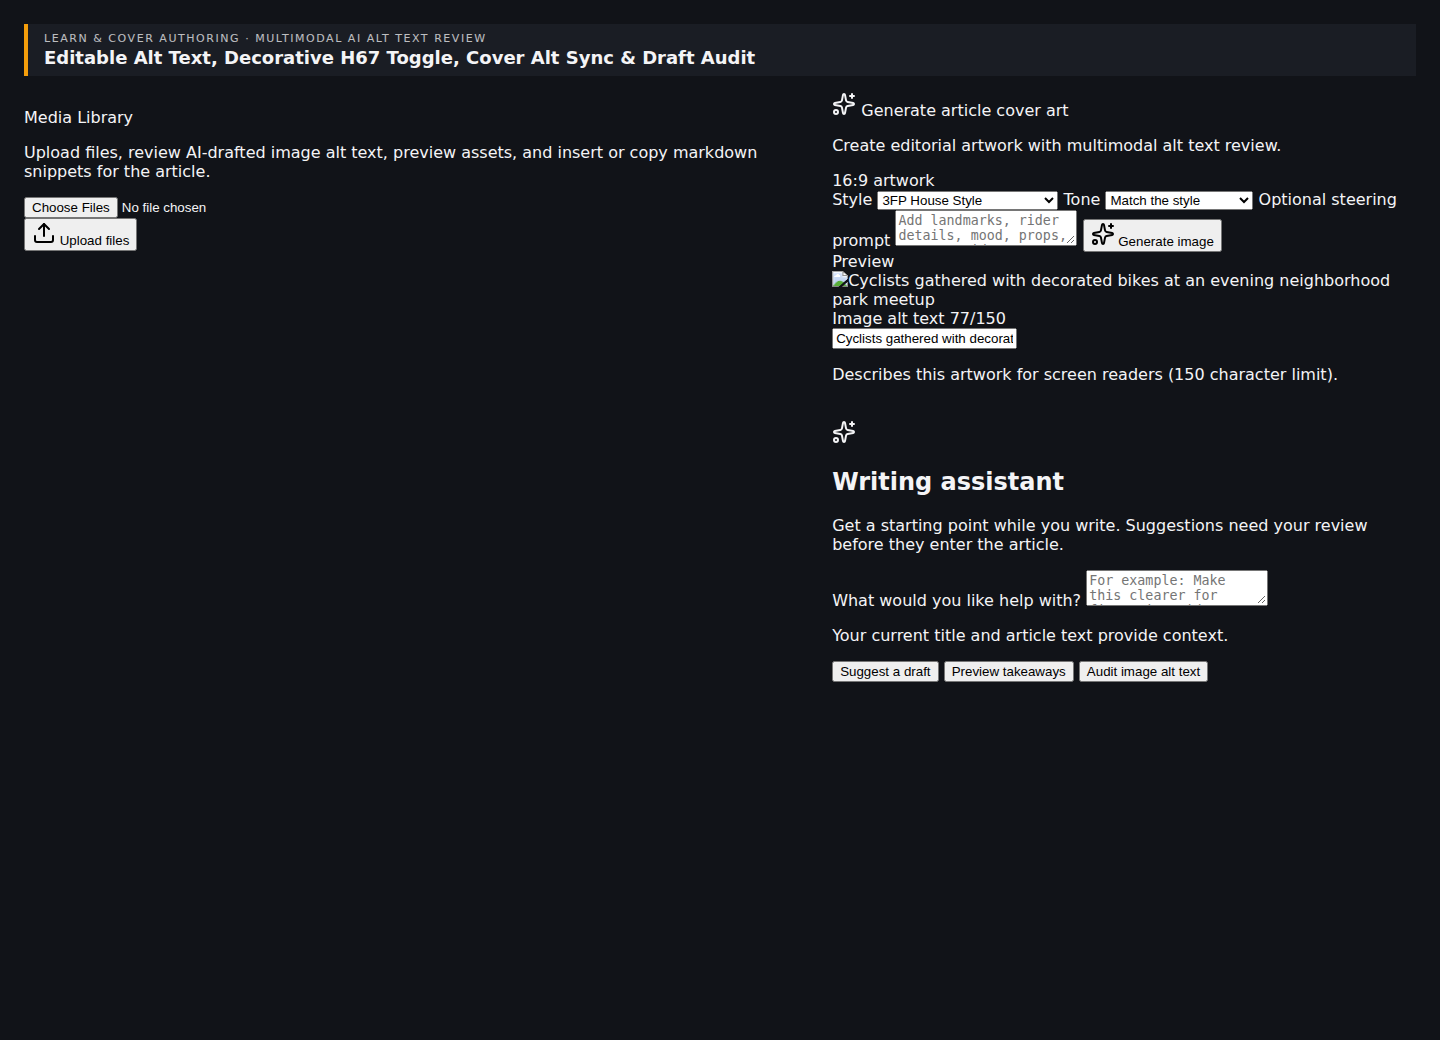 LEARN & COVER AUTHORING · MULTIMODAL AI ALT TEXT REVIEW
Editable Alt Text, Decorative H67 Toggle, Cover Alt Sync & Draft Audit
Media Library
Upload files, review AI-drafted image alt text, preview assets, and insert or copy markdown
snippets for the article.
Choose Files No file chosen
Upload files
Generate article cover art
Create editorial artwork with multimodal alt text review.
16:9 artwork
Style 3FP House Style Tone Match the style Optional steering
prompt Add landmarks, rider
details, mood, props,
Generate image
Preview
Cyclists gathered with decorated bikes at an evening neighborhood
park meetup
Image alt text 77/150
Cyclists gathered with decorat
Describes this artwork for screen readers (150 character limit).
Writing assistant
Get a starting point while you write. Suggestions need your review
before they enter the article.
What would you like help with? For example: Make
this clearer for
Your current title and article text provide context.
Suggest a draft Preview takeaways Audit image alt text